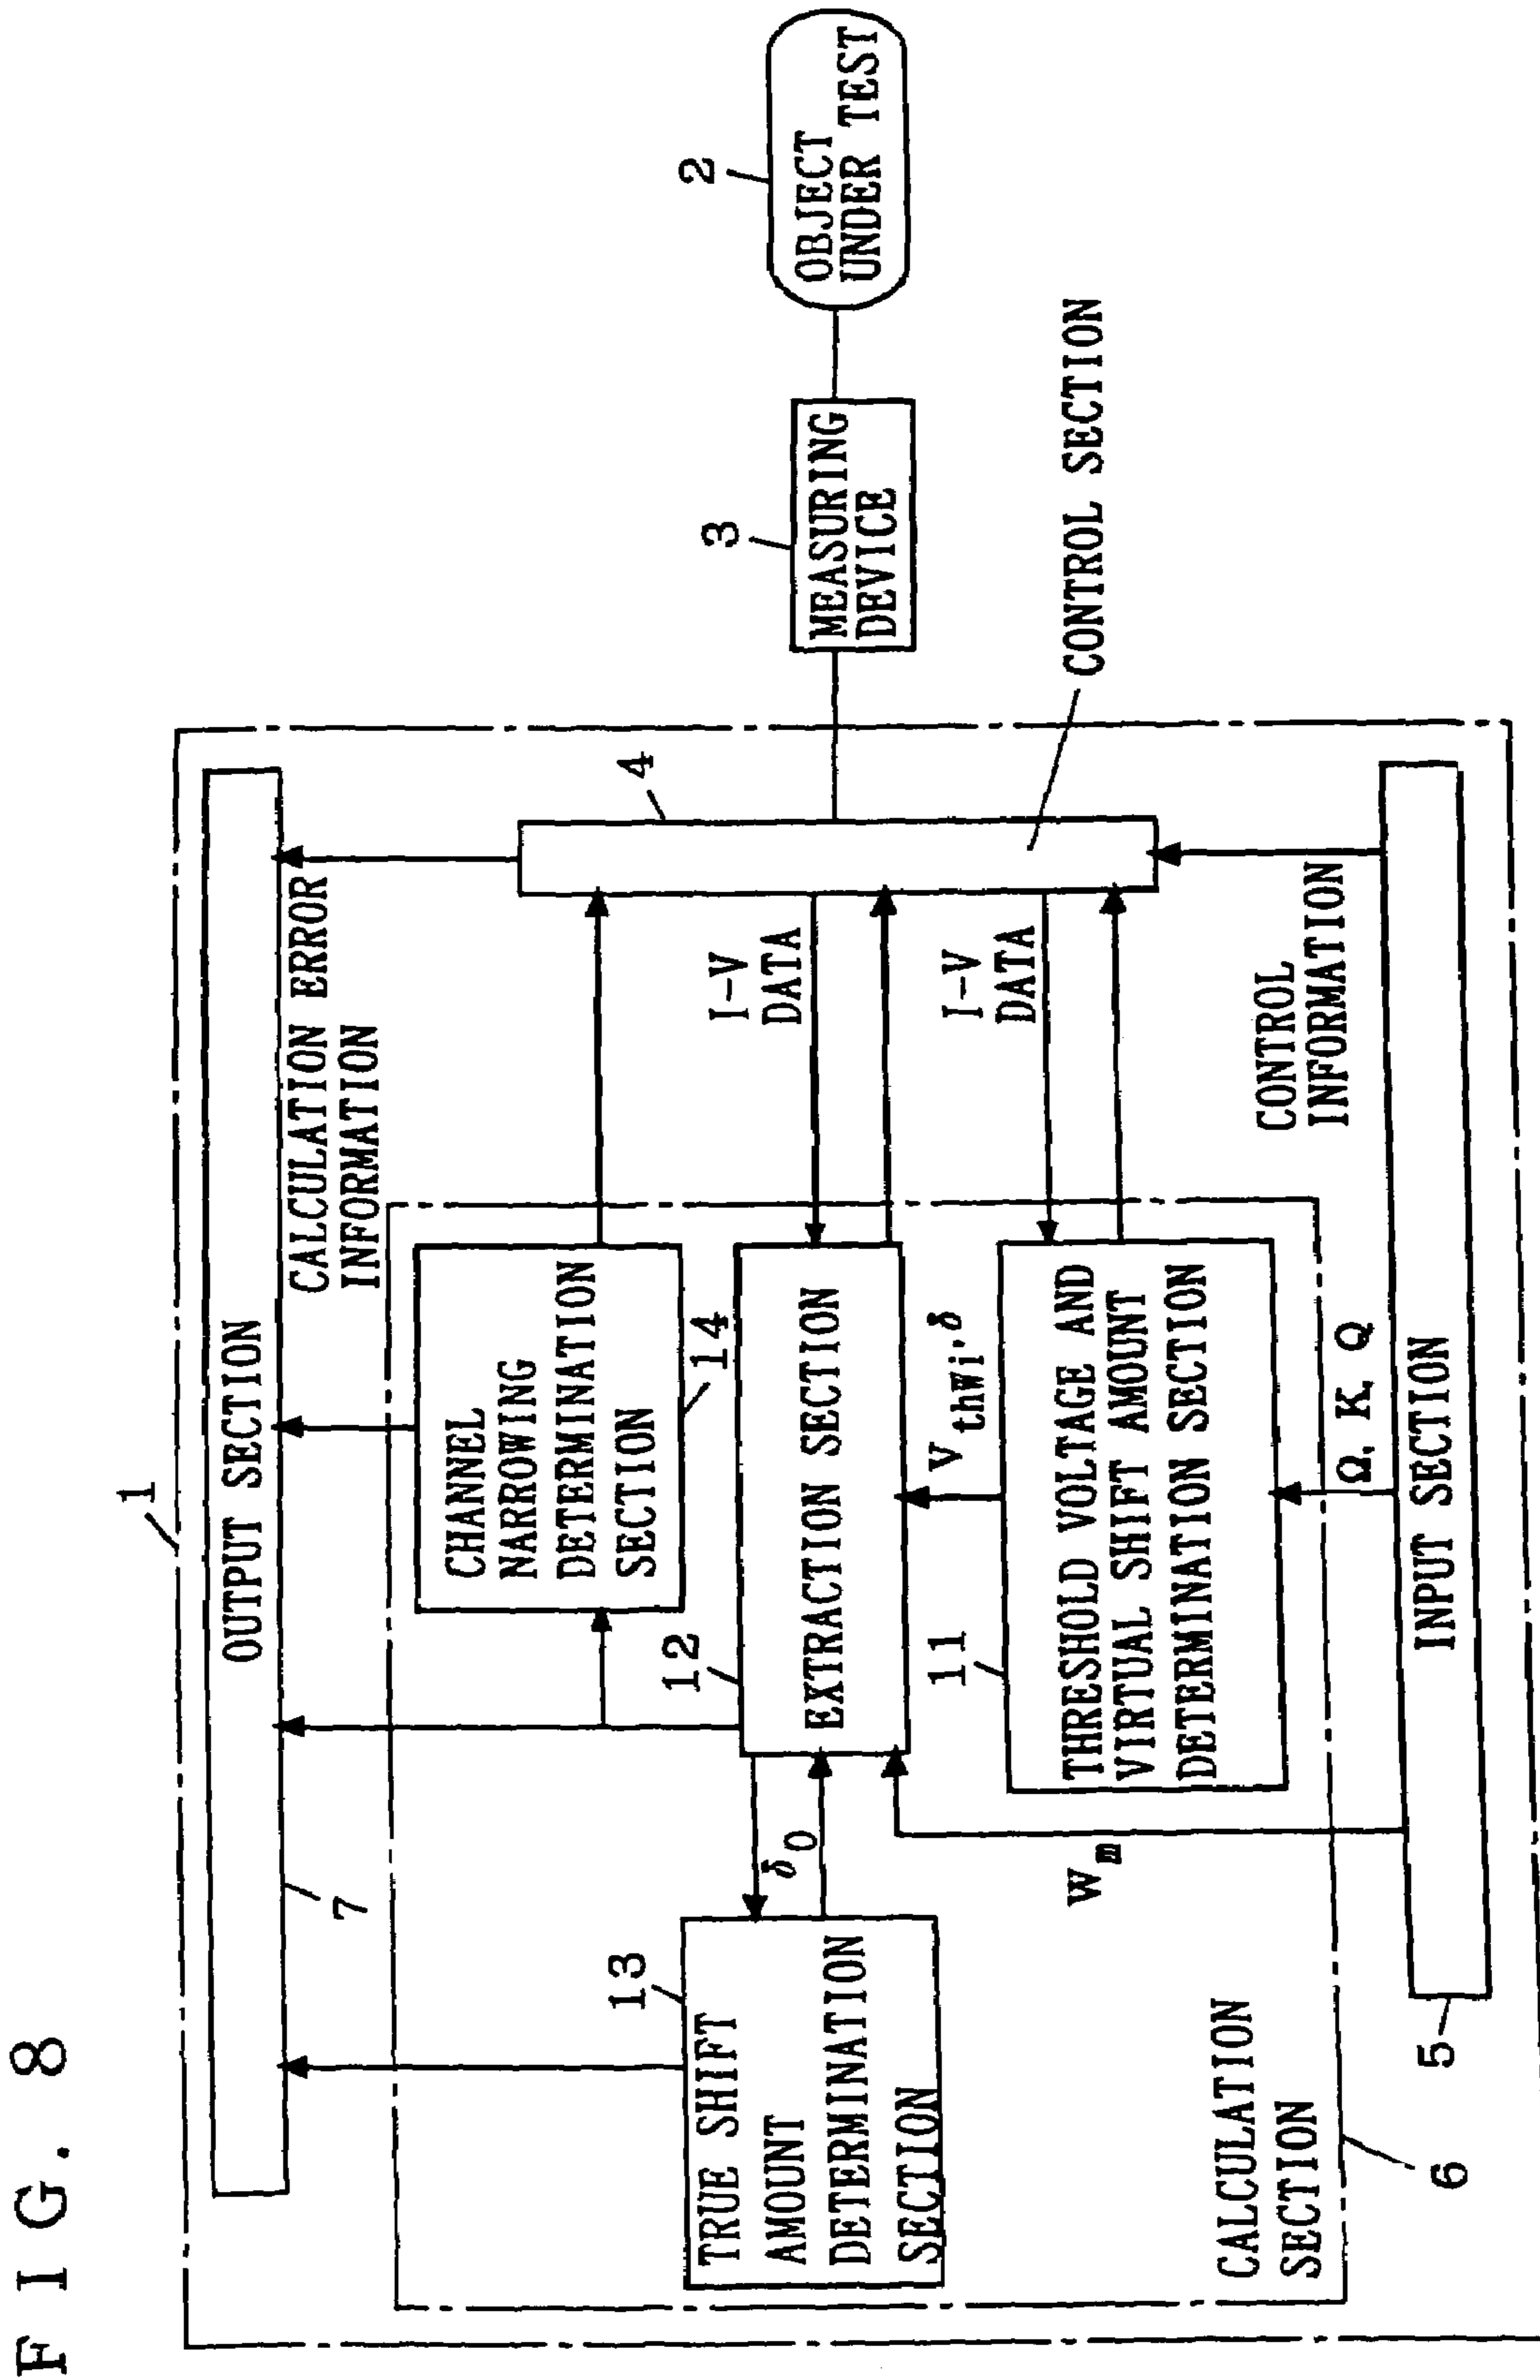 FIG. 8
1
OUTPUT SECTION
7
CALCULATION ERROR
INFORMATION
CHANNEL
NARROWING
DETERMINATION
SECTION
14
4
2
OBJECT
UNDER TEST
3
MEASURING
DEVICE
13
TRUE SHIFT
AMOUNT
DETERMINATION
SECTION
δ0
12
EXTRACTION SECTION
I-V
DATA
VthWi'δ
I-V
DATA
CONTROL SECTION
11
THRESHOLD VOLTAGE AND
VIRTUAL SHIFT AMOUNT
DETERMINATION SECTION
Wm
CALCULATION
SECTION
6
Ω, K, Q
CONTROL
INFORMATION
5
INPUT SECTION